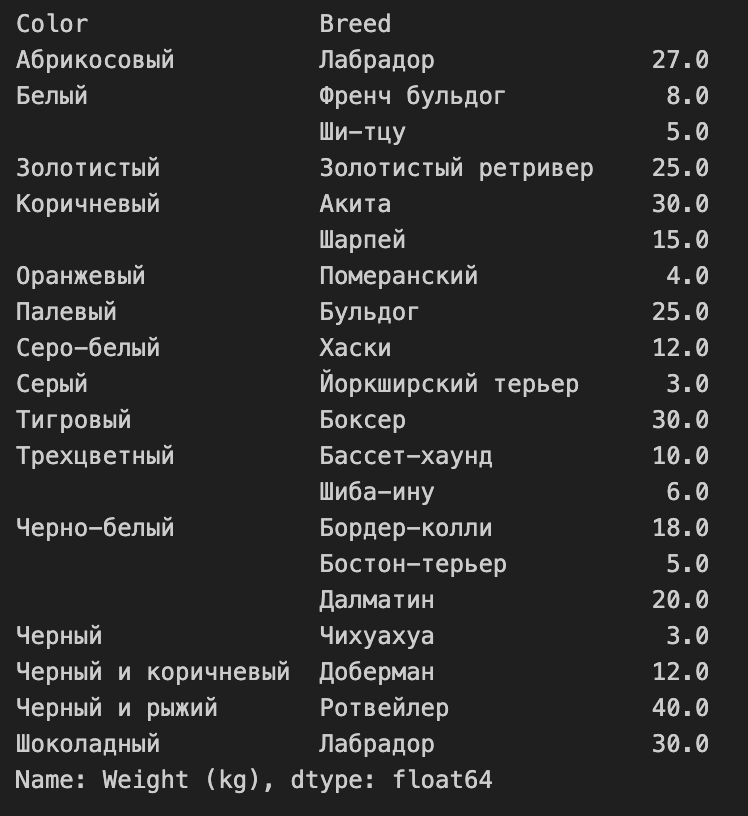 Color Breed
Абрикосовый Лабрадор 27.0
Белый Френч бульдог 8.0
Ши-тцу 5.0
Золотистый Золотистый ретривер 25.0
Коричневый Акита 30.0
Шарпей 15.0
Оранжевый Померанский 4.0
Палевый Бульдог 25.0
Серо-белый Хаски 12.0
Серый Йоркширский терьер 3.0
Тигровый Боксер 30.0
Трехцветный Бассет-хаунд 10.0
Шиба-ину 6.0
Черно-белый Бордер-колли 18.0
Бостон-терьер 5.0
Далматин 20.0
Черный Чихуахуа 3.0
Черный и коричневый Доберман 12.0
Черный и рыжий Ротвейлер 40.0
Шоколадный Лабрадор 30.0
Name: Weight (kg), dtype: float64